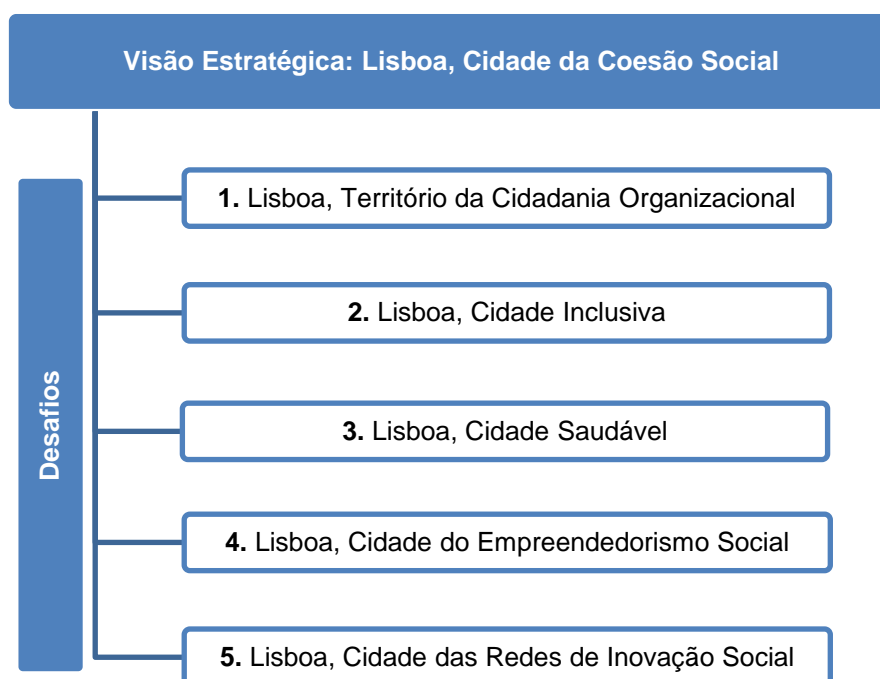 Visão Estratégica: Lisboa, Cidade da Coesão Social
Desafios
1. Lisboa, Território da Cidadania Organizacional
2. Lisboa, Cidade Inclusiva
3. Lisboa, Cidade Saudável
4. Lisboa, Cidade do Empreendedorismo Social
5. Lisboa, Cidade das Redes de Inovação Social